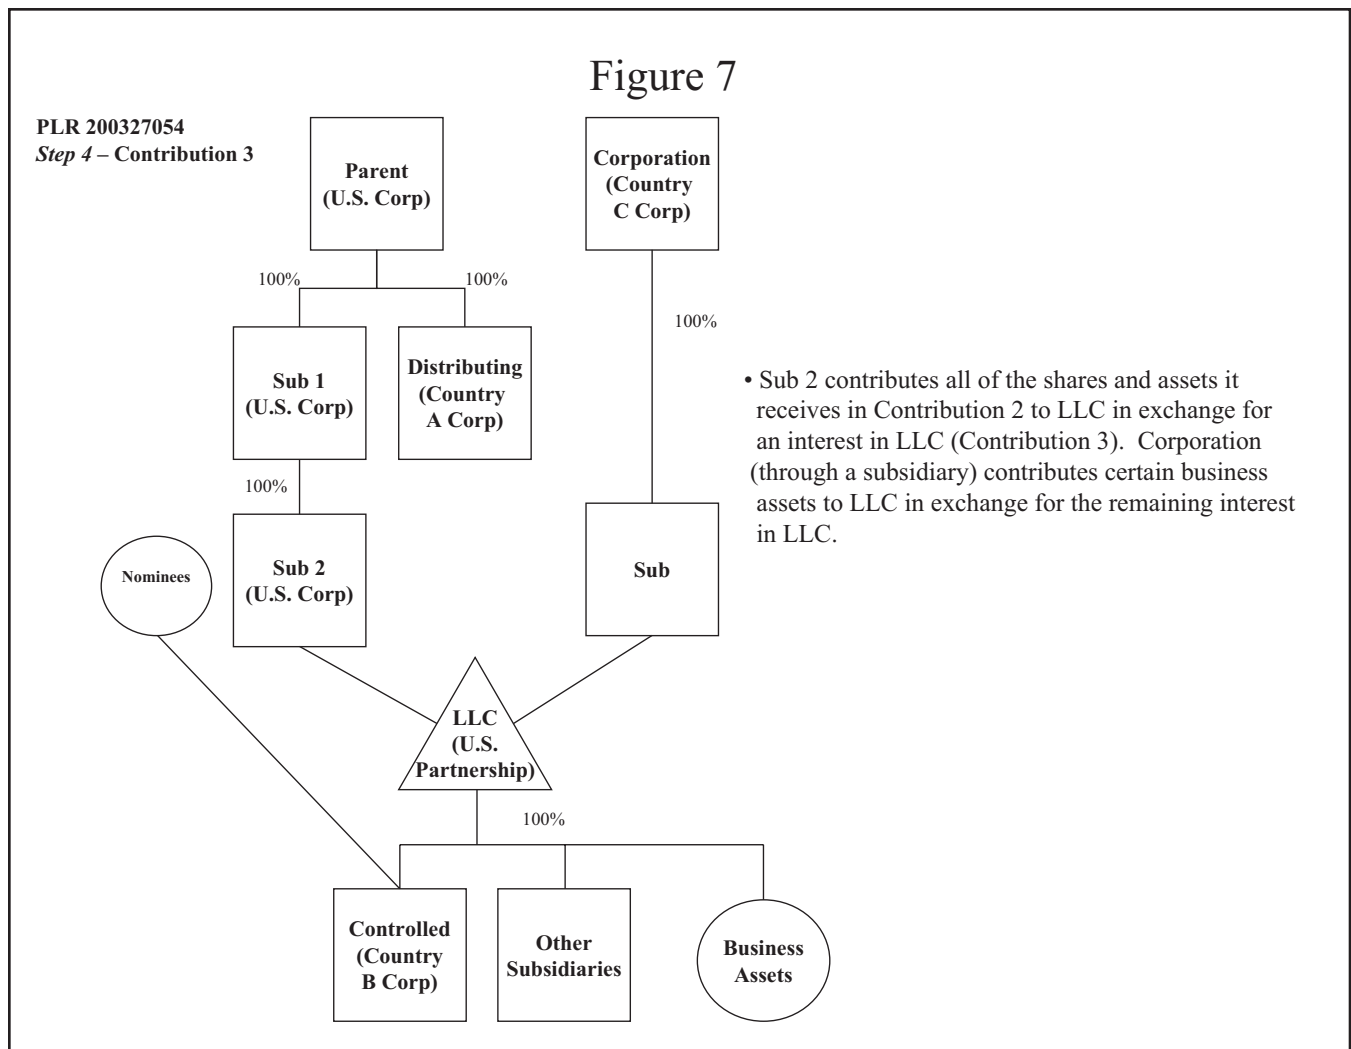 Figure 7
PLR 200327054
Step 4 – Contribution 3
Parent
(U.S. Corp)
Corporation
(Country
C Corp)
100%
100%
100%
Sub 1
(U.S. Corp)
Distributing
(Country
A Corp)
• Sub 2 contributes all of the shares and assets it
receives in Contribution 2 to LLC in exchange for
an interest in LLC (Contribution 3). Corporation
(through a subsidiary) contributes certain business
assets to LLC in exchange for the remaining interest
in LLC.
100%
Nominees
Sub 2
(U.S. Corp)
Sub
LLC
(U.S.
Partnership)
100%
Controlled
(Country
B Corp)
Other
Subsidiaries
Business
Assets